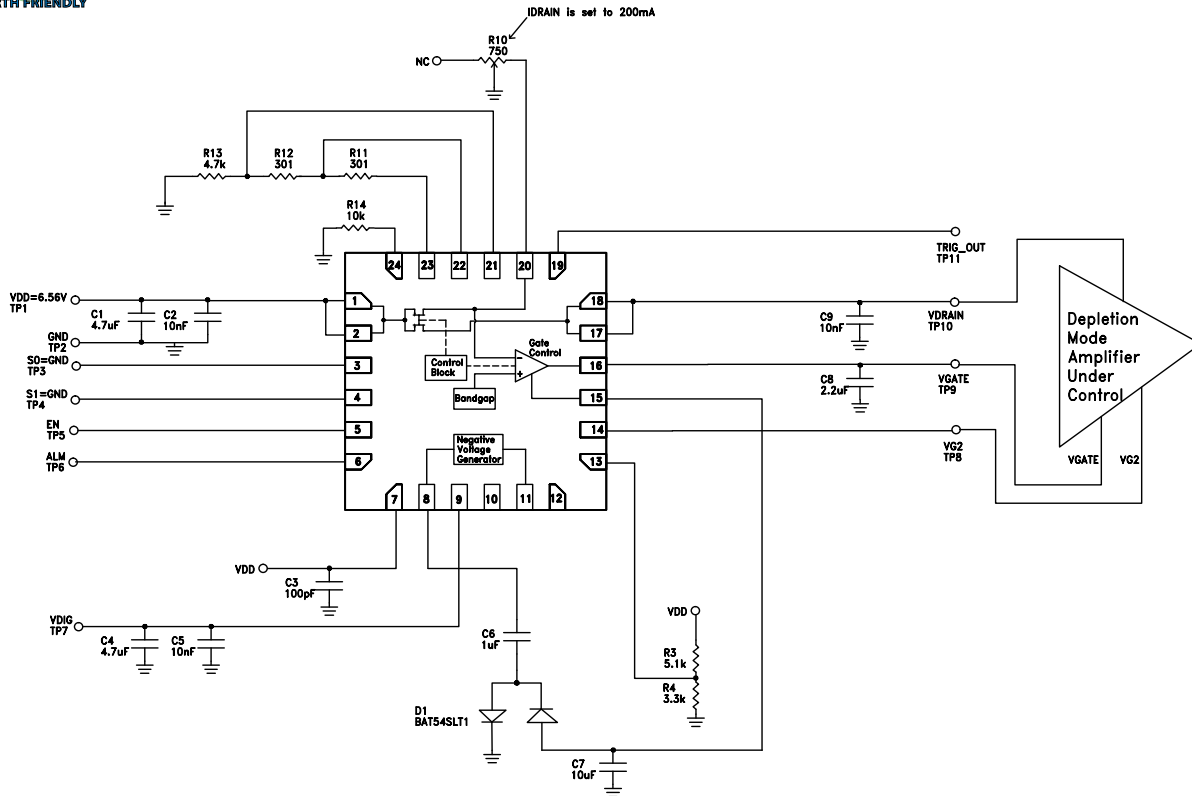 RTH FRIENDLY
IDRAIN is set to 200mA
R10
750
NC
R13
4.7k
R12
301
R11
301
R14
10k
24
23
22
21
20
19
TRIG_OUT
TP11
VDD=6.56V
TP1
C1
4.7uF
C2
10nF
GND
TP2
S0=GND
TP3
S1=GND
TP4
EN
TP5
ALM
TP6
1
2
3
4
5
6
Control
Block
Gate
Control
Bandgap
Negative
Voltage
Generator
18
17
16
15
14
13
7
8
9
10
11
12
C9
10nF
VDRAIN
TP10
C8
2.2uF
VGATE
TP9
VG2
TP8
Depletion
Mode
Amplifier
Under
Control
VGATE
VG2
VDD
C3
100pF
VDIG
TP7
C4
4.7uF
C5
10nF
C6
1uF
D1
BAT54SLT1
C7
10uF
VDD
R3
5.1k
R4
3.3k